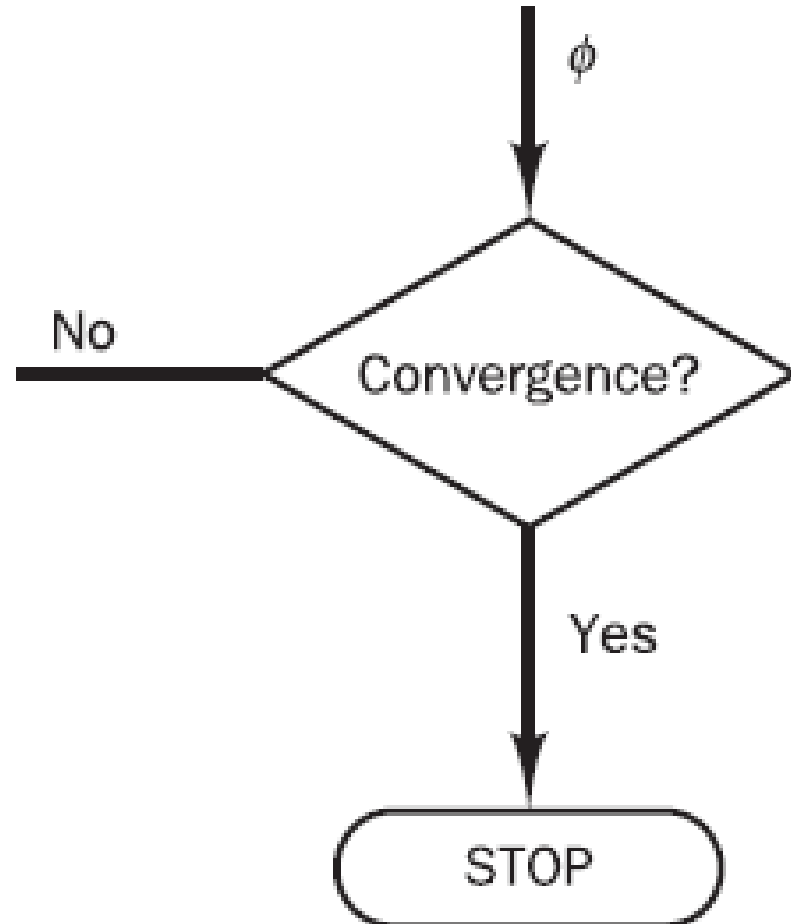 ϕ
No
Convergence?
Yes
STOP